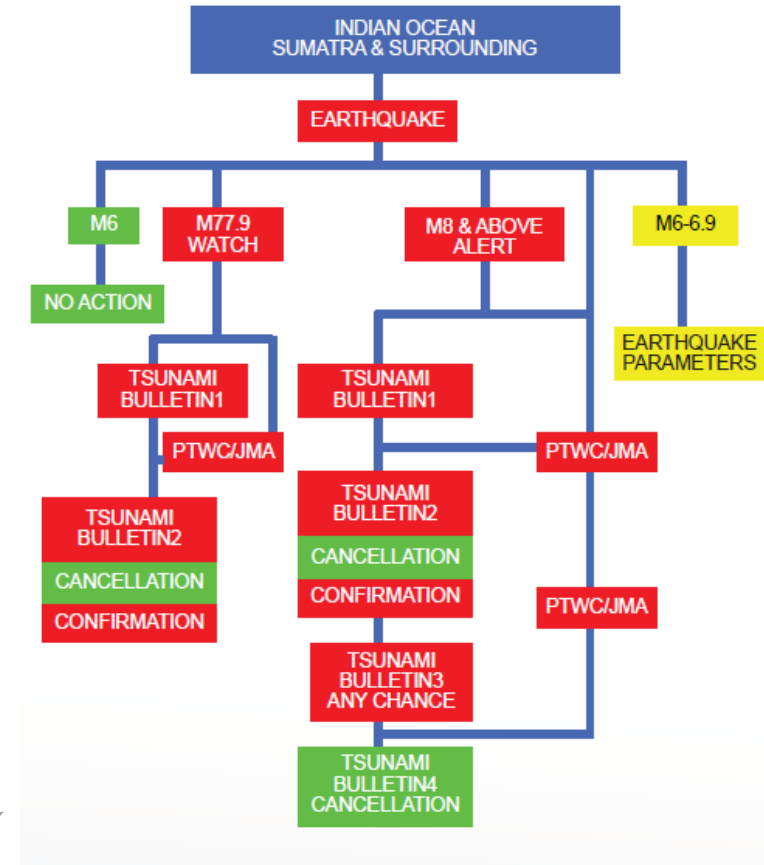 INDIAN OCEAN
SUMATRA & SURROUNDING
EARTHQUAKE
M6
M77.9
WATCH
M8 & ABOVE
ALERT
M6-6.9
NO ACTION
EARTHQUAKE
PARAMETERS
TSUNAMI
BULLETIN1
TSUNAMI
BULLETIN1
PTWC/JMA
PTWC/JMA
TSUNAMI
BULLETIN2
CANCELLATION
CONFIRMATION
TSUNAMI
BULLETIN2
CANCELLATION
CONFIRMATION
PTWC/JMA
TSUNAMI
BULLETIN3
ANY CHANCE
TSUNAMI
BULLETIN4
CANCELLATION